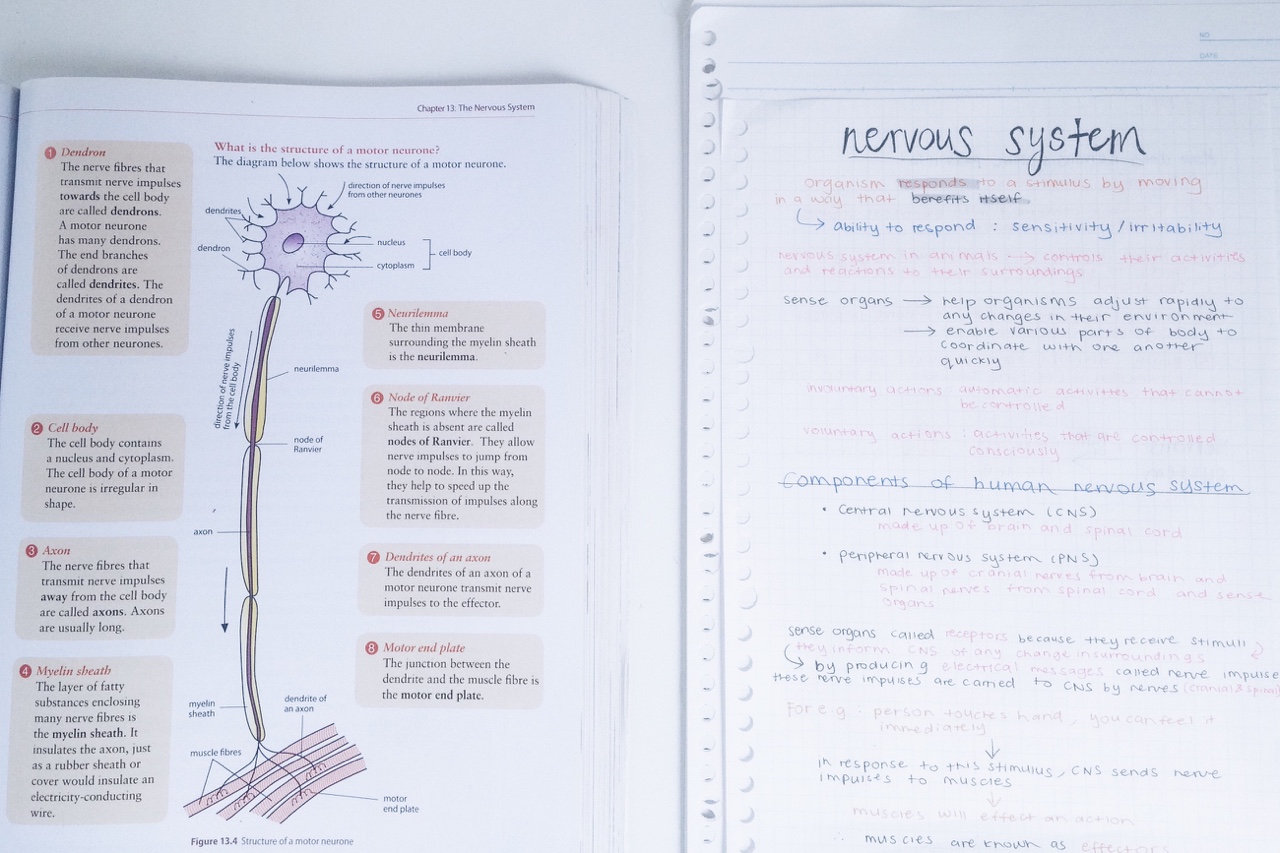 Chapter 13: The Nervous System
1 Dendron
The nerve fibres that
transmit nerve impulses
towards the cell body
are called dendrons.
A motor neurone
has many dendrons.
The end branches
of dendrons are
called dendrites. The
dendrites of a dendron
of a motor neurone
receive nerve impulses
from other neurones.
2 Cell body
The cell body contains
a nucleus and cytoplasm.
The cell body of a motor
neurone is irregular in
shape.
3 Axon
The nerve fibres that
transmit nerve impulses
away from the cell body
are called axons. Axons
are usually long.
4 Myelin sheath
The layer of fatty
substances enclosing
many nerve fibres is
the myelin sheath. It
insulates the axon, just
as a rubber sheath or
cover would insulate an
electricity-conducting
wire.
What is the structure of a motor neurone?
The diagram below shows the structure of a motor neurone.
direction of nerve impulses
from other neurones
dendrites
dendron
nucleus
cytoplasm
cell body
direction of nerve impulses
from the cell body
neurilemma
node of
Ranvier
axon
myelin
sheath
dendrite of
an axon
muscle fibres
motor
end plate
Figure 13.4 Structure of a motor neurone
5 Neurilemma
The thin membrane
surrounding the myelin sheath
is the neurilemma.
6 Node of Ranvier
The regions where the myelin
sheath is absent are called
nodes of Ranvier. They allow
nerve impulses to jump from
node to node. In this way,
they help to speed up the
transmission of impulses along
the nerve fibre.
7 Dendrites of an axon
The dendrites of an axon of a
motor neurone transmit nerve
impulses to the effector.
8 Motor end plate
The junction between the
dendrite and the muscle fibre is
the motor end plate.
NO
DATE
nervous system
organism responds to a stimulus by moving
in a way that benefits itself.
↳ ability to respond : sensitivity / irritability
nervous system in animals --> controls their activities
and reactions to their surroundings
sense organs → help organisms adjust rapidly to
any changes in their environment
→ enable various parts of body to
coordinate with one another
quickly
involuntary actions : automatic activities that cannot
be controlled
voluntary actions : activities that are controlled
consciously
Components of human nervous system
• Central nervous system (CNS)
made up of brain and spinal cord
• peripheral nervous system (PNS)
made up of cranial nerves from brain and
spinal nerves from spinal cord and sense
organs
sense organs called receptors because they receive stimuli
they inform CNS of any change in surroundings
↳ by producing electrical messages called nerve impulse
these nerve impulses are carried to CNS by nerves (cranial & spinal)
For e.g : person touches hand, you can feel it
immediately
↓
in response to this stimulus, CNS sends nerve
impulses to muscles
↓
muscles will effect an action
∴ muscles are known as effectors